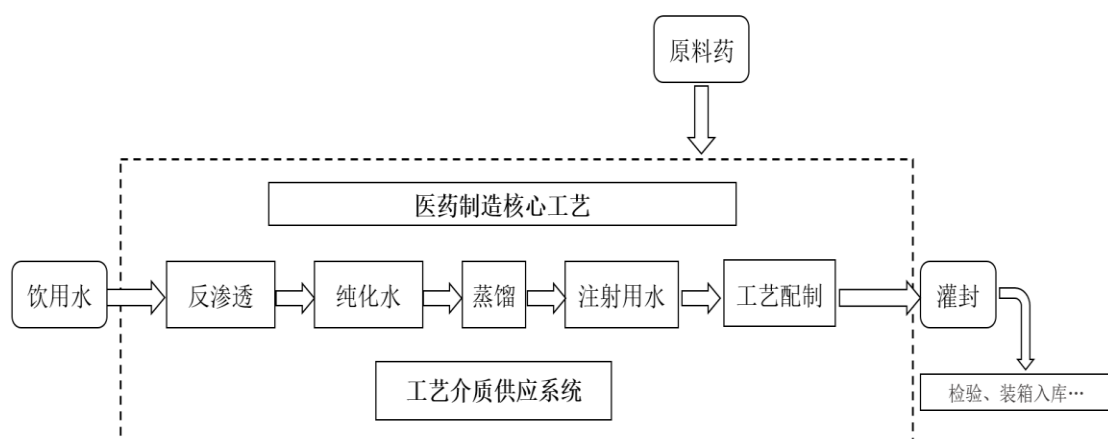 原料药
医药制造核心工艺
饮用水
反渗透
纯化水
蒸馏
注射用水
工艺配制
灌封
工艺介质供应系统
检验、装箱入库…